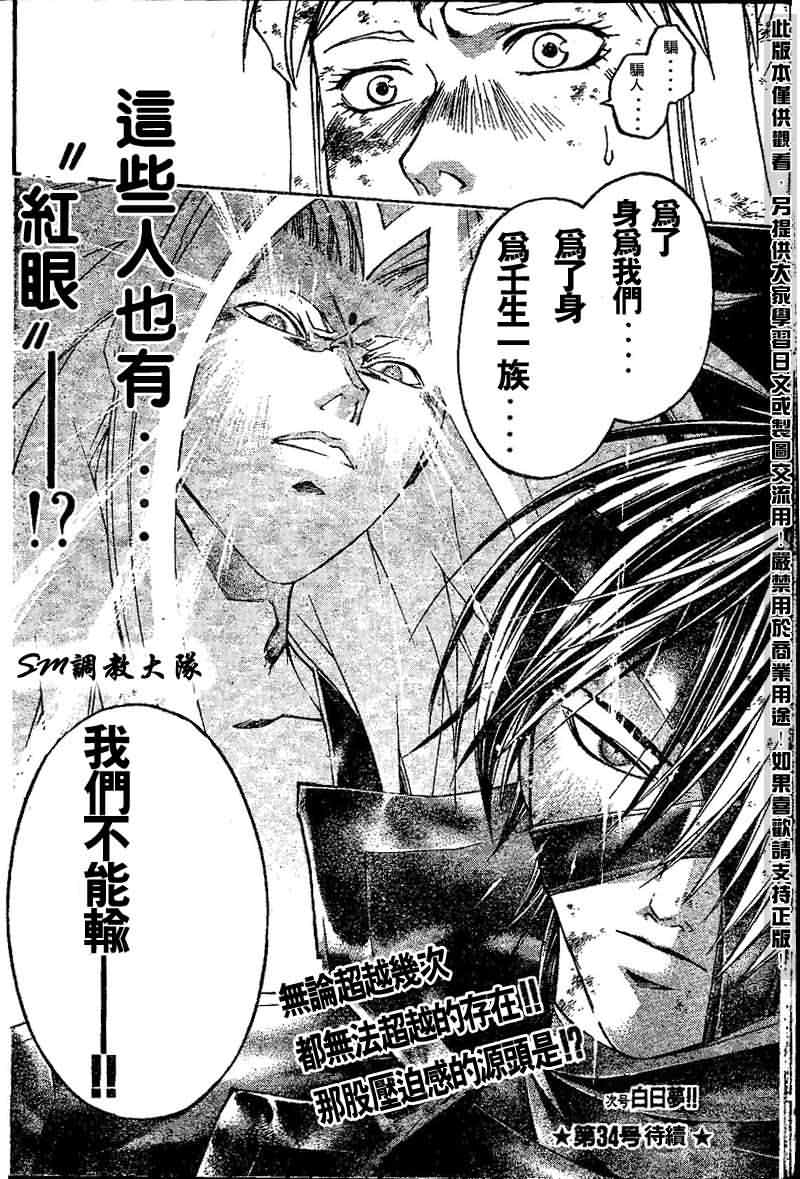 騙‥‥
騙人‥‥
為了
身為我們‥‥
為了身
為壬生一族‥‥
這些人也有‥‥
〝紅眼〞——!?
SM調教大隊
我們不能輸——!!
無論超越幾次
都無法超越的存在!!
那股壓迫感的源頭是!?
次号 白日夢!!
★第34号 待續★
此版本僅供觀看．另提供大家學習日文或製圖交流用！嚴禁用於商業用途！如果喜歡請支持正版！